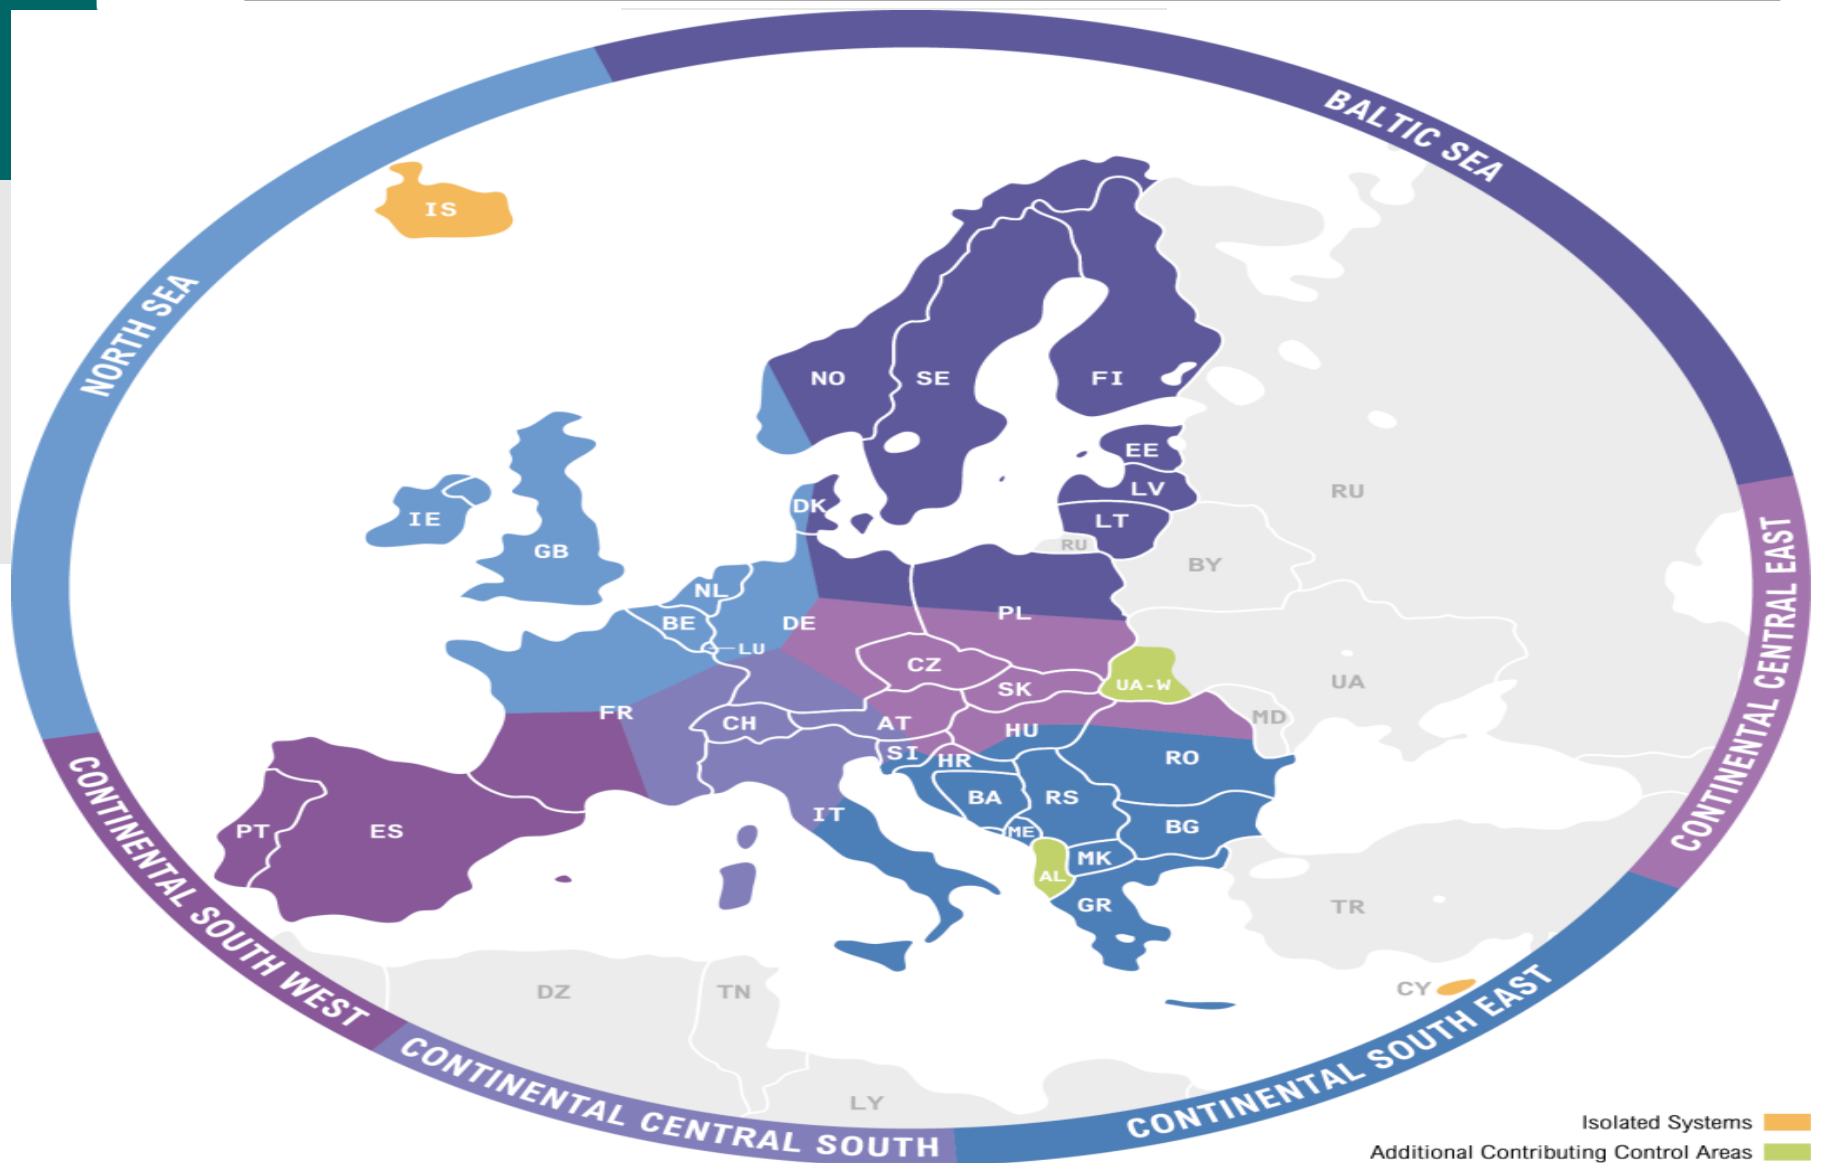 BALTIC SEA
IS
NORTH SEA
NO
SE
FI
EE
LV
LT
RU
RU
DK
IE
GB
BY
NL
BE
DE
PL
LU
CZ
SK
UA-W
UA
FR
CH
AT
HU
MD
SI
HR
RO
BA
RS
IT
PT
ES
ME
BG
MK
AL
GR
TR
CONTINENTAL CENTRAL EAST
CONTINENTAL SOUTH WEST
DZ
TN
CY
LY
CONTINENTAL CENTRAL SOUTH
CONTINENTAL SOUTH EAST
Isolated Systems
Additional Contributing Control Areas